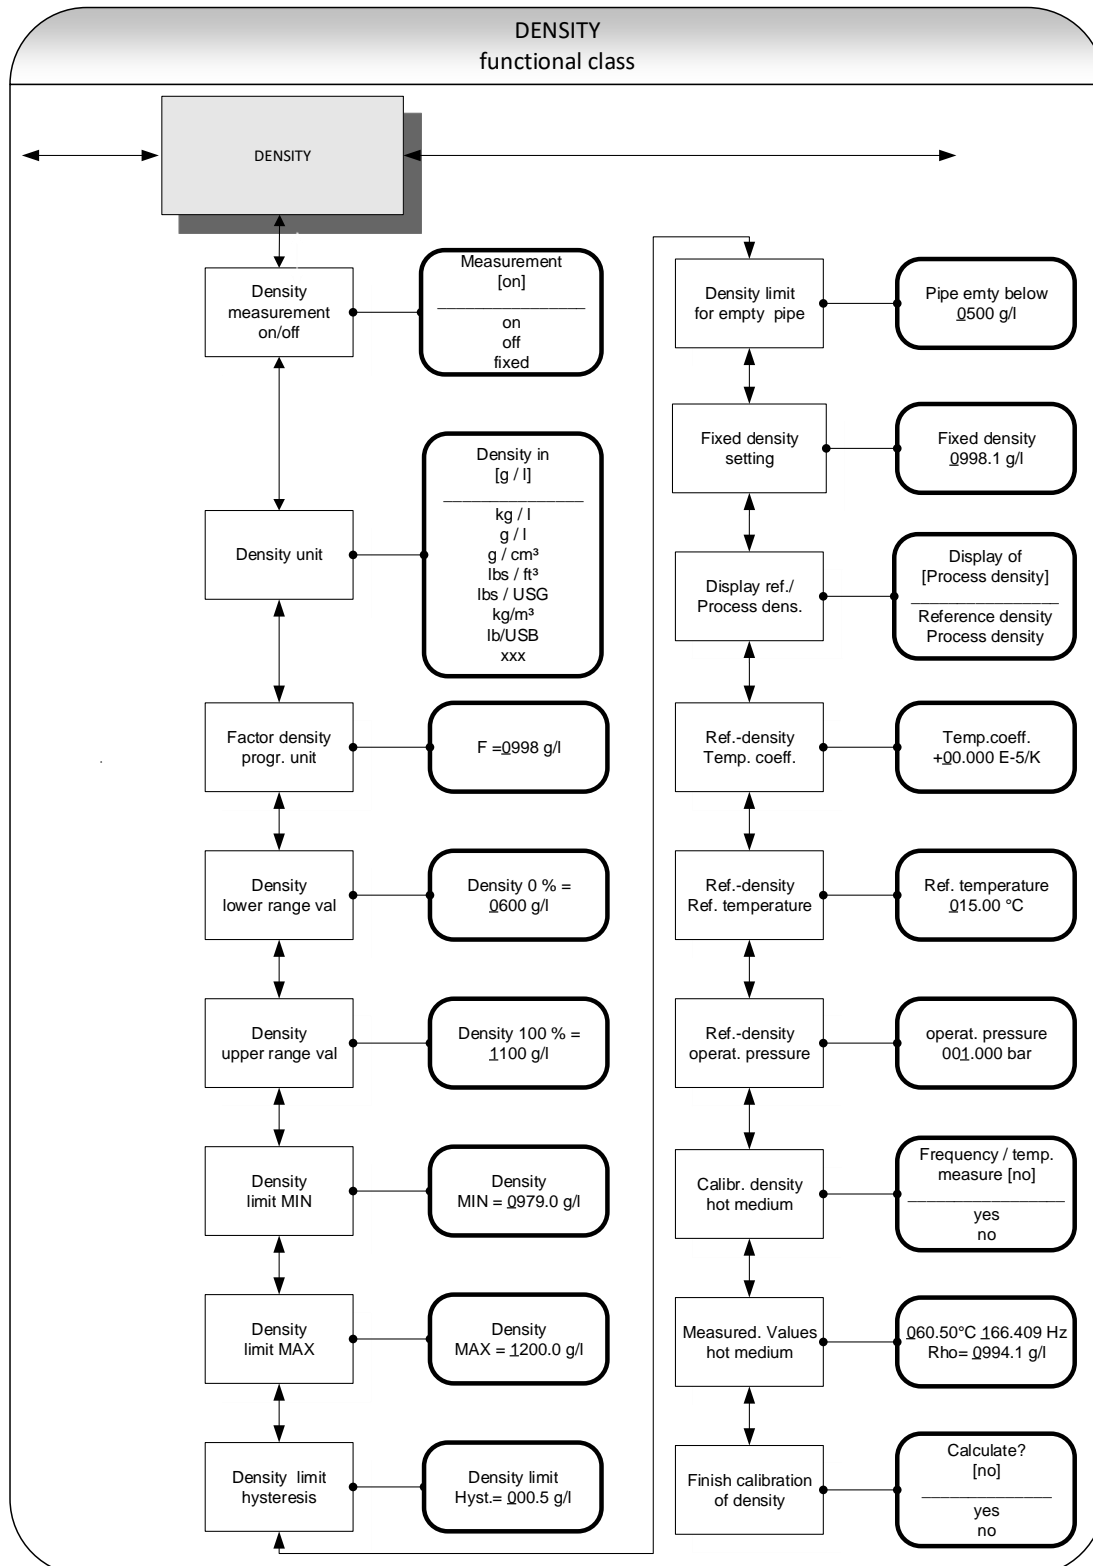 DENSITY
functional class
DENSITY
Density
measurement
on/off
Measurement
[on]
on
off
fixed
Density unit
Density in
[g / l]
kg / l
g / l
g / cm³
lbs / ft³
lbs / USG
kg/m³
lb/USB
xxx
Factor density
progr. unit
F =0998 g/l
Density
lower range val
Density 0 % =
0600 g/l
Density
upper range val
Density 100 % =
1100 g/l
Density
limit MIN
Density
MIN = 0979.0 g/l
Density
limit MAX
Density
MAX = 1200.0 g/l
Density limit
hysteresis
Density limit
Hyst.= 000.5 g/l
Density limit
for empty pipe
Pipe emty below
0500 g/l
Fixed density
setting
Fixed density
0998.1 g/l
Display ref./
Process dens.
Display of
[Process density]
Reference density
Process density
Ref.-density
Temp. coeff.
Temp.coeff.
+00.000 E-5/K
Ref.-density
Ref. temperature
Ref. temperature
015.00 °C
Ref.-density
operat. pressure
operat. pressure
001.000 bar
Calibr. density
hot medium
Frequency / temp.
measure [no]
yes
no
Measured. Values
hot medium
060.50°C 166.409 Hz
Rho= 0994.1 g/l
Finish calibration
of density
Calculate?
[no]
yes
no